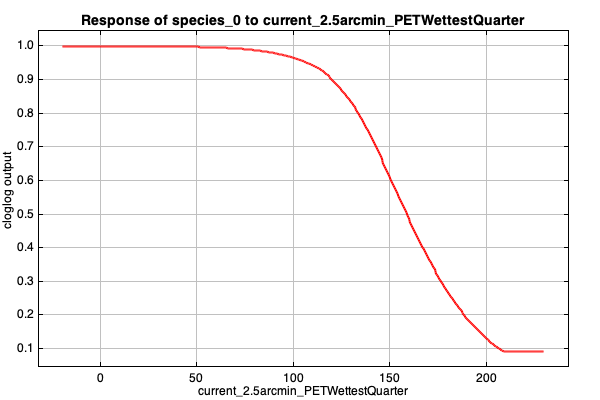 Response of species_0 to current_2.5arcmin_PETWettestQuarter
1.0
0.9
0.8
0.7
0.6
0.5
0.4
0.3
0.2
0.1
cloglog output
0 50 100 150 200
current_2.5arcmin_PETWettestQuarter